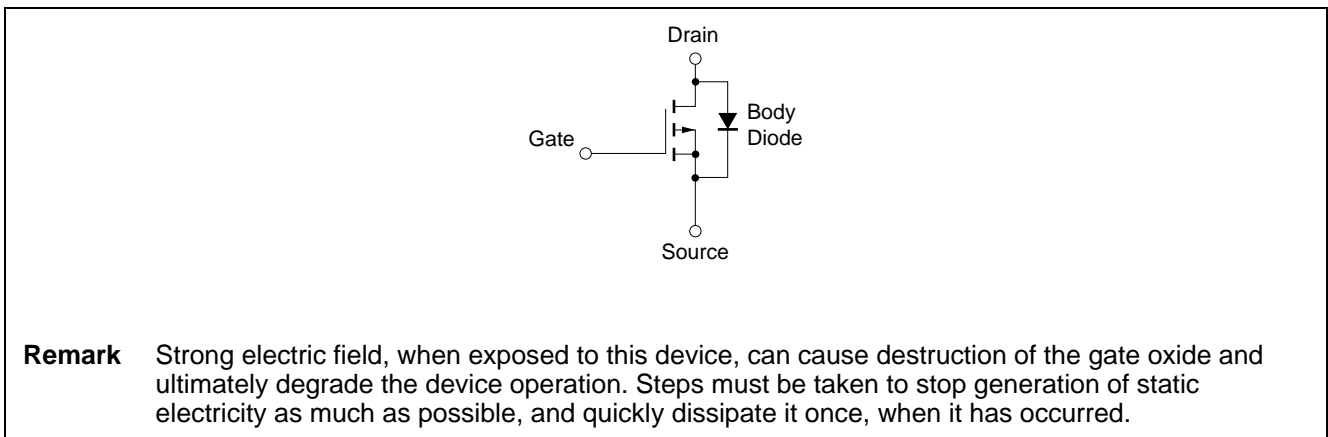 Drain
Body
Diode
Gate
Source
Remark Strong electric field, when exposed to this device, can cause destruction of the gate oxide and
ultimately degrade the device operation. Steps must be taken to stop generation of static
electricity as much as possible, and quickly dissipate it once, when it has occurred.